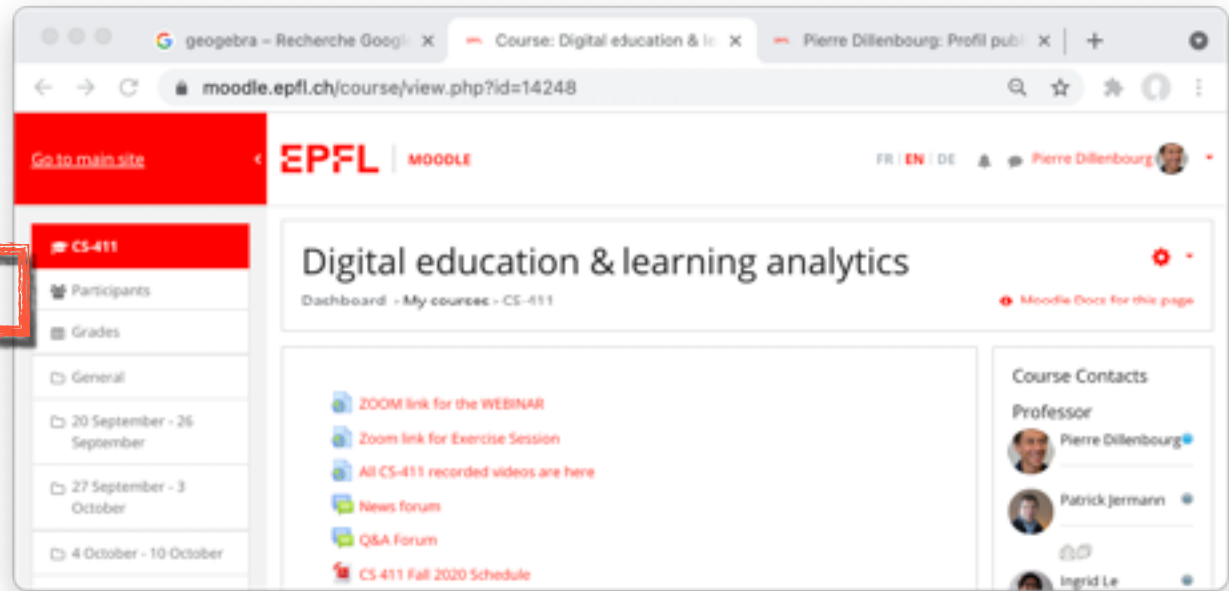 geogebra – Recherche Googl
Course: Digital education & le
Pierre Dillenbourg: Profil publ
moodle.epfl.ch/course/view.php?id=14248
Go to main site
EPFL MOODLE
FR EN DE
Pierre Dillenbourg
CS-411
Participants
Grades
General
20 September - 26
September
27 September - 3
October
4 October - 10 October
Digital education & learning analytics
Dashboard - My courses - CS-411
Moodle Docs for this page
ZOOM link for the WEBINAR
Zoom link for Exercise Session
All CS-411 recorded videos are here
News forum
Q&A Forum
CS 411 Fall 2020 Schedule
Course Contacts
Professor
Pierre Dillenbourg
Patrick Jermann
Ingrid Le